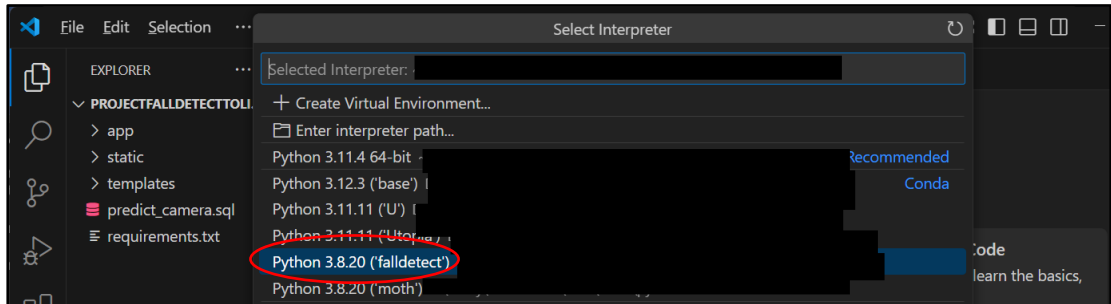 File Edit Selection ···
Select Interpreter
EXPLORER ···
Selected Interpreter:
PROJECTFALLDETECTTOLI
+ Create Virtual Environment...
app
Enter interpreter path...
static
Python 3.11.4 64-bit
Recommended
templates
Python 3.12.3 ('base')
Conda
predict_camera.sql
Python 3.11.11 ('U')
requirements.txt
Python 3.11.11 ('Utopia')
Python 3.8.20 ('falldetect')
Code
learn the basics,
Python 3.8.20 ('moth')